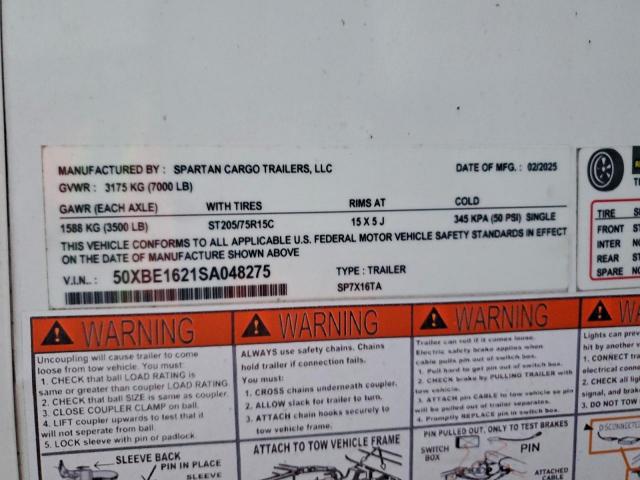 MANUFACTURED BY : SPARTAN CARGO TRAILERS, LLC DATE OF MFG. : 02/2025
GVWR : 3175 KG (7000 LB)
GAWR (EACH AXLE) WITH TIRES RIMS AT COLD
1588 KG (3500 LB) ST205/75R15C 15 X 5 J 345 KPA (50 PSI) SINGLE
THIS VEHICLE CONFORMS TO ALL APPLICABLE U.S. FEDERAL MOTOR VEHICLE SAFETY STANDARDS IN EFFECT
ON THE DATE OF MANUFACTURE SHOWN ABOVE
V.I.N.. : 50XBE1621SA048275 TYPE : TRAILER
SP7X16TA
TIRE
FRONT
INTER
REAR
SPARE
WARNING
Uncoupling will cause trailer to come
loose from tow vehicle. You must:
1. CHECK that ball LOAD RATING is
same or greater than coupler LOAD RATING
2. CHECK that ball SIZE is same as coupler.
3. CLOSE COUPLER CLAMP on ball.
4. LIFT coupler upwards to test that it
will not seperate from ball.
5. LOCK sleeve with pin or padlock
SLEEVE BACK
PIN IN PLACE
SLEEVE
WARNING
ALWAYS use safety chains. Chains
hold trailer if connection fails.
You must:
1. CROSS chains underneath coupler.
2. ALLOW slack for trailer to turn.
3. ATTACH chain hooks securely to
tow vehicle frame.
ATTACH TO TOW VEHICLE FRAME
WARNING
Trailer can roll if it comes loose.
Electric safety brake applies when
cable pulls pin out of switch box.
1. Pull hard to get pin out of switch box.
2. CHECK brake by PULLING TRAILER with
tow vehicle.
3. ATTACH pin CABLE to tow vehicle so pin
will be pulled out if trailer separates.
4. Promptly REPLACE pin in switch box.
PIN PULLED OUT, ONLY TO TEST BRAKES
SWITCH
BOX
PIN
ATTACHED
CABLE
Lights can prev
hit by another v
1. CONNECT
electrical conne
2. CHECK all lig
signal, and brake
3. DO NOT TOW
DISCONNECTED